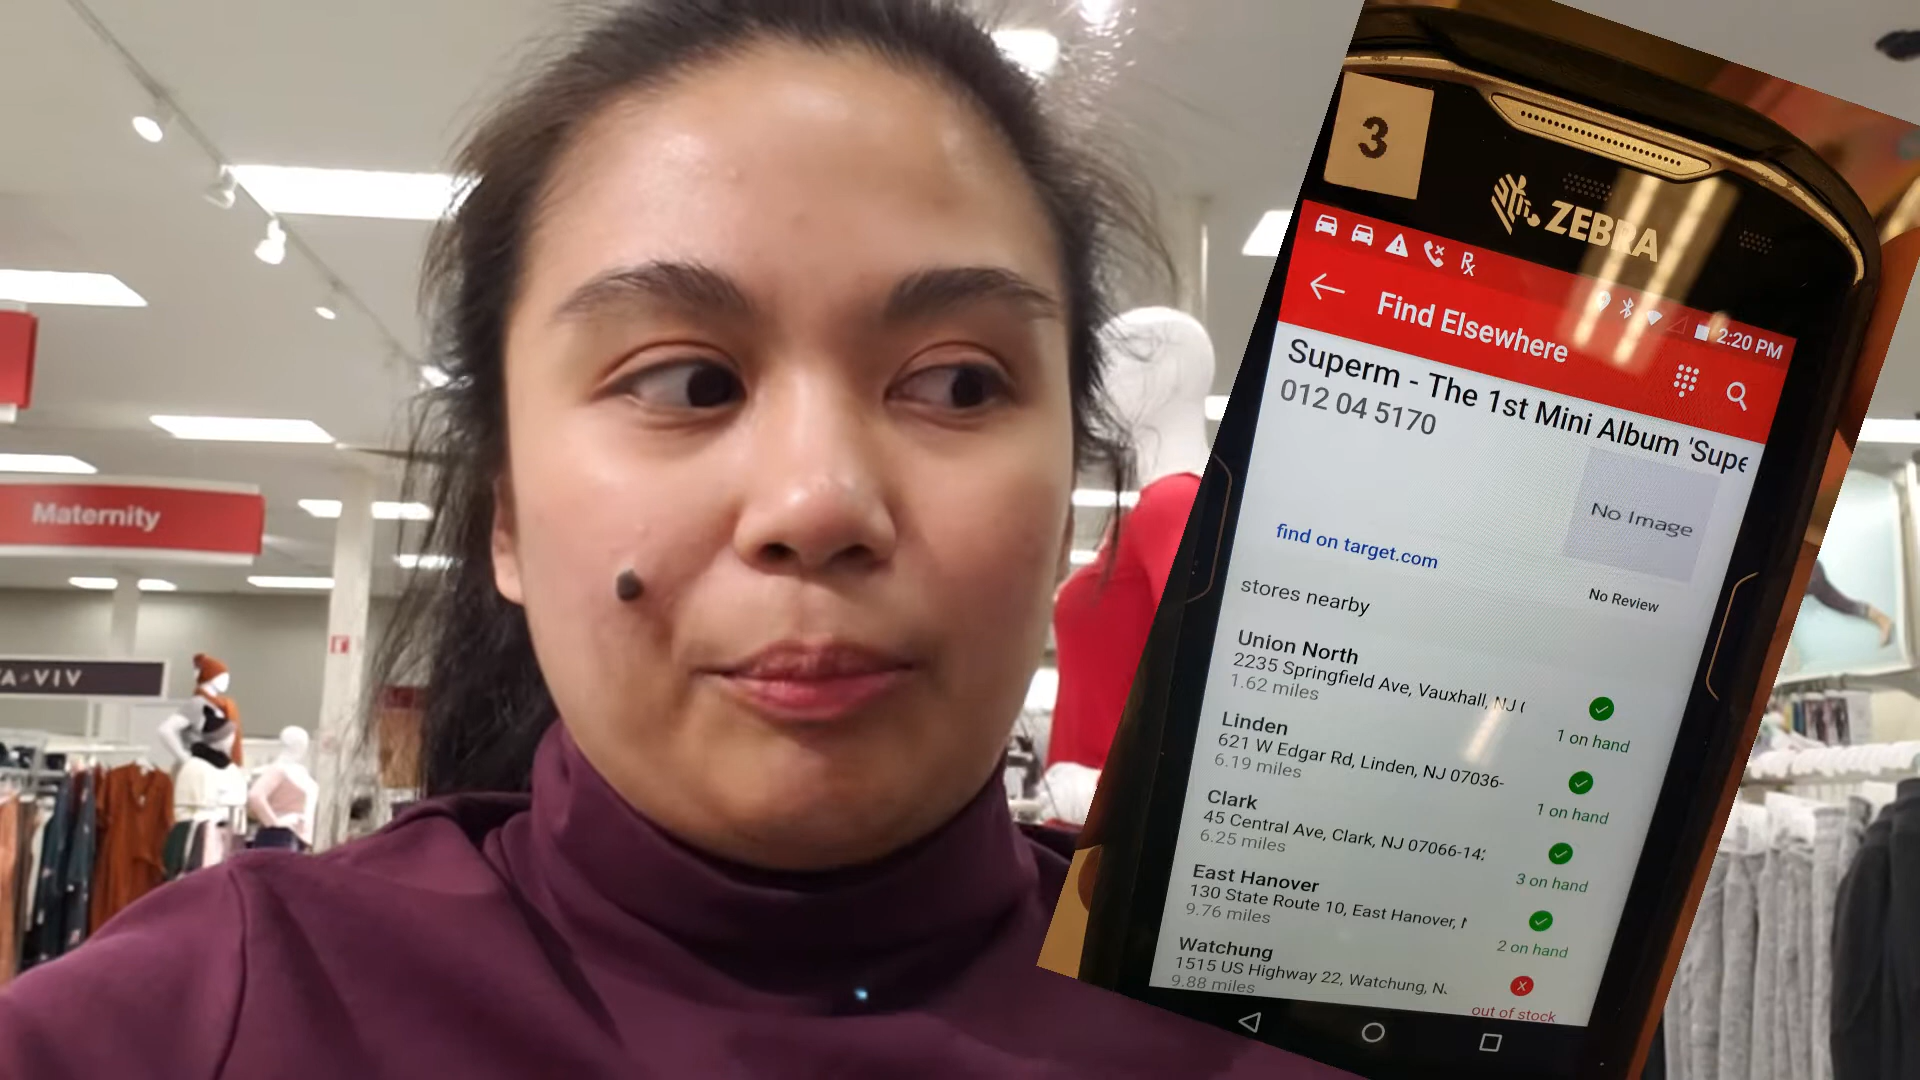 Maternity
VIV
3
ZEBRA
2:20 PM
Find Elsewhere
Superm - The 1st Mini Album 'Supe
012 04 5170
No Image
find on target.com
No Review
stores nearby
Union North
2235 Springfield Ave, Vauxhall, NJ (
1.62 miles
1 on hand
Linden
621 W Edgar Rd, Linden, NJ 07036-
6.19 miles
1 on hand
Clark
45 Central Ave, Clark, NJ 07066-14
6.25 miles
3 on hand
East Hanover
130 State Route 10, East Hanover,
9.76 miles
2 on hand
Watchung
1515 US Highway 22, Watchung, N
9.88 miles
out of stock